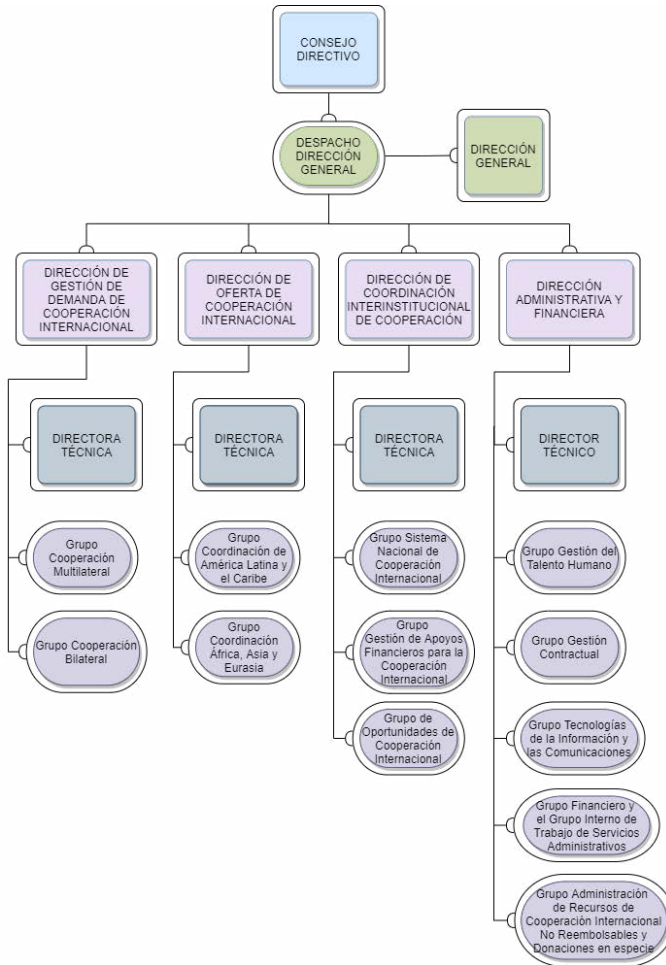 CONSEJO
DIRECTIVO
DESPACHO
DIRECCIÓN
GENERAL
DIRECCIÓN
GENERAL
DIRECCIÓN DE
GESTIÓN DE
DEMANDA DE
COOPERACIÓN
INTERNACIONAL
DIRECCIÓN DE
OFERTA DE
COOPERACIÓN
INTERNACIONAL
DIRECCIÓN DE
COORDINACIÓN
INTERINSTITUCIONAL
DE COOPERACIÓN
DIRECCIÓN
ADMINISTRATIVA Y
FINANCIERA
DIRECTORA
TÉCNICA
DIRECTORA
TÉCNICA
DIRECTORA
TÉCNICA
DIRECTOR
TÉCNICO
Grupo
Cooperación
Multilateral
Grupo
Coordinación de
América Latina y
el Caribe
Grupo Sistema
Nacional de
Cooperación
Internacional
Grupo Gestión del
Talento Humano
Grupo Cooperación
Bilateral
Grupo
Coordinación
África, Asia y
Eurasia
Grupo
Gestión de Apoyos
Financieros para la
Cooperación
Internacional
Grupo Gestión
Contractual
Grupo de
Oportunidades de
Cooperación
Internacional
Grupo Tecnologías
de la Información y
las Comunicaciones
Grupo Financiero y
el Grupo Interno de
Trabajo de Servicios
Administrativos
Grupo Administración
de Recursos de
Cooperación Internacional
No Reembolsables y
Donaciones en especie